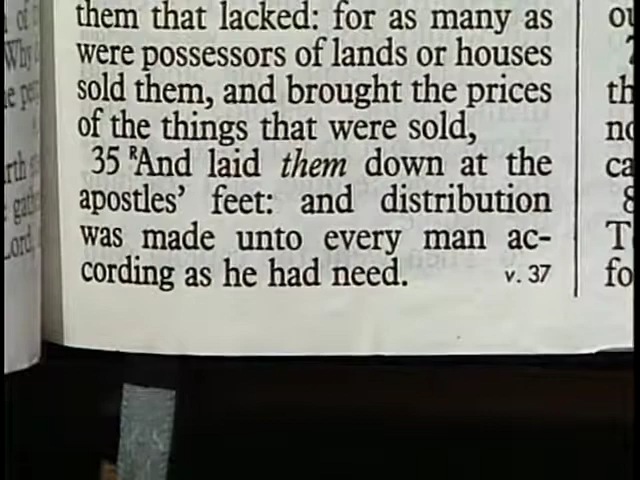 them that lacked: for as many as
were possessors of lands or houses
sold them, and brought the prices
of the things that were sold,
35 ᴿAnd laid them down at the
apostles' feet: and distribution
was made unto every man ac-
cording as he had need. v. 37